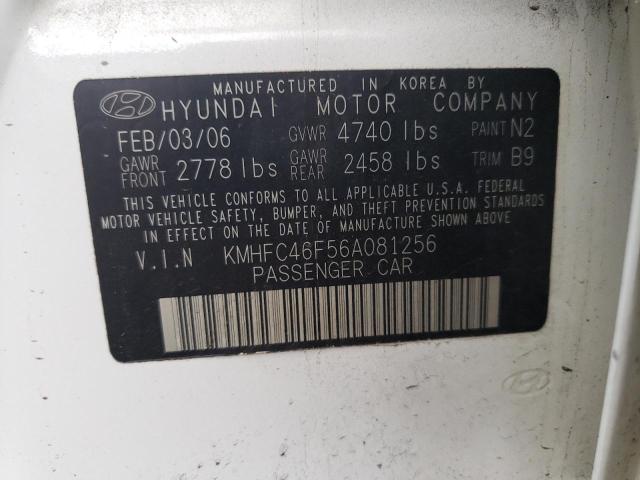 MANUFACTURED IN KOREA BY
HYUNDAI MOTOR COMPANY
FEB/03/06 GVWR 4740 lbs PAINT N2
GAWR FRONT 2778 lbs GAWR REAR 2458 lbs TRIM B9
THIS VEHICLE CONFORMS TO ALL APPLICABLE U.S.A. FEDERAL
MOTOR VEHICLE SAFETY, BUMPER, AND THEFT PREVENTION STANDARDS
IN EFFECT ON THE DATE OF MANUFACTURE SHOWN ABOVE.
V.I.N KMHFC46F56A081256
PASSENGER CAR